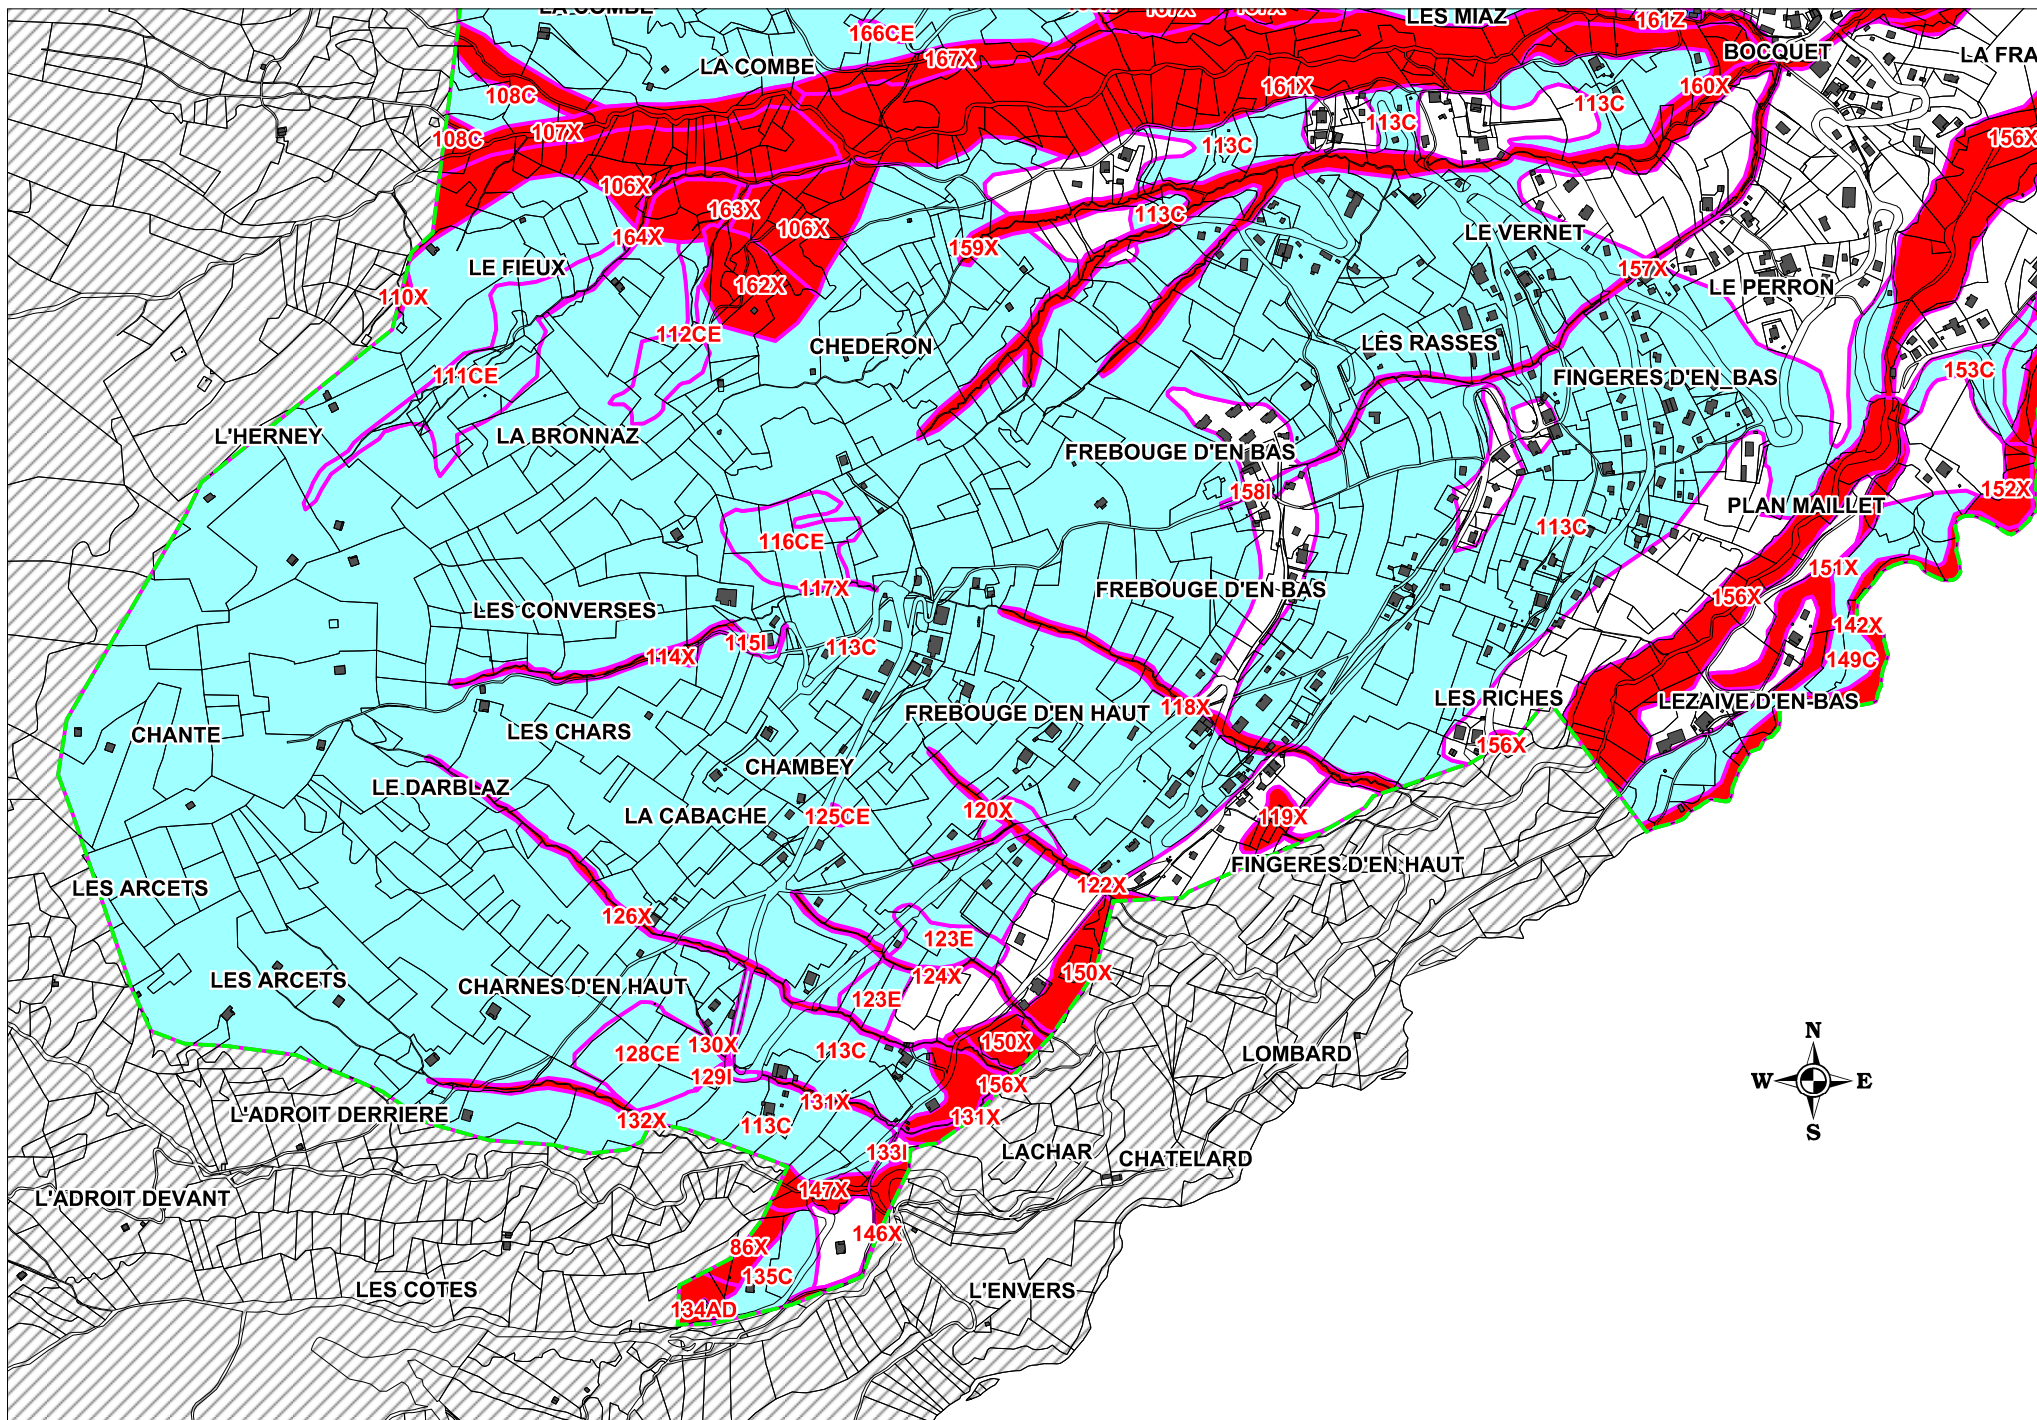 LA COMBE
166CE
167X
LES MIAZ
161Z
BOCQUET
LA FRA
LA COMBE
167X
108C
161X
160X
113C
113C
156X
108C
107X
113C
106X
163X
106X
113C
164X
159X
LE VERNET
LE FIEUX
157X
110X
162X
LE PERRON
112CE
CHEDERON
LES RASSES
111CE
FINGERES D'EN_BAS
153C
L'HERNEY
LA BRONNAZ
FREBOUGE D'EN BAS
158I
152X
PLAN MAILLET
116CE
113C
117X
FREBOUGE D'EN BAS
151X
156X
LES CONVERSES
142X
115I
113C
114X
149C
LES RICHES
LEZAIVE D'EN-BAS
118X
FREBOUGE D'EN HAUT
CHANTE
LES CHARS
156X
CHAMBEY
LE DARBLAZ
LA CABACHE
125CE
120X
119X
FINGERES D'EN HAUT
LES ARCETS
122X
126X
123E
LES ARCETS
CHARNES D'EN HAUT
124X
150X
123E
130X
128CE
113C
150X
LOMBARD
N
W
E
S
129I
156X
131X
L'ADROIT DERRIERE
132X
113C
131X
133I
LACHAR
CHATELARD
147X
L'ADROIT DEVANT
146X
86X
135C
LES COTES
L'ENVERS
134AD